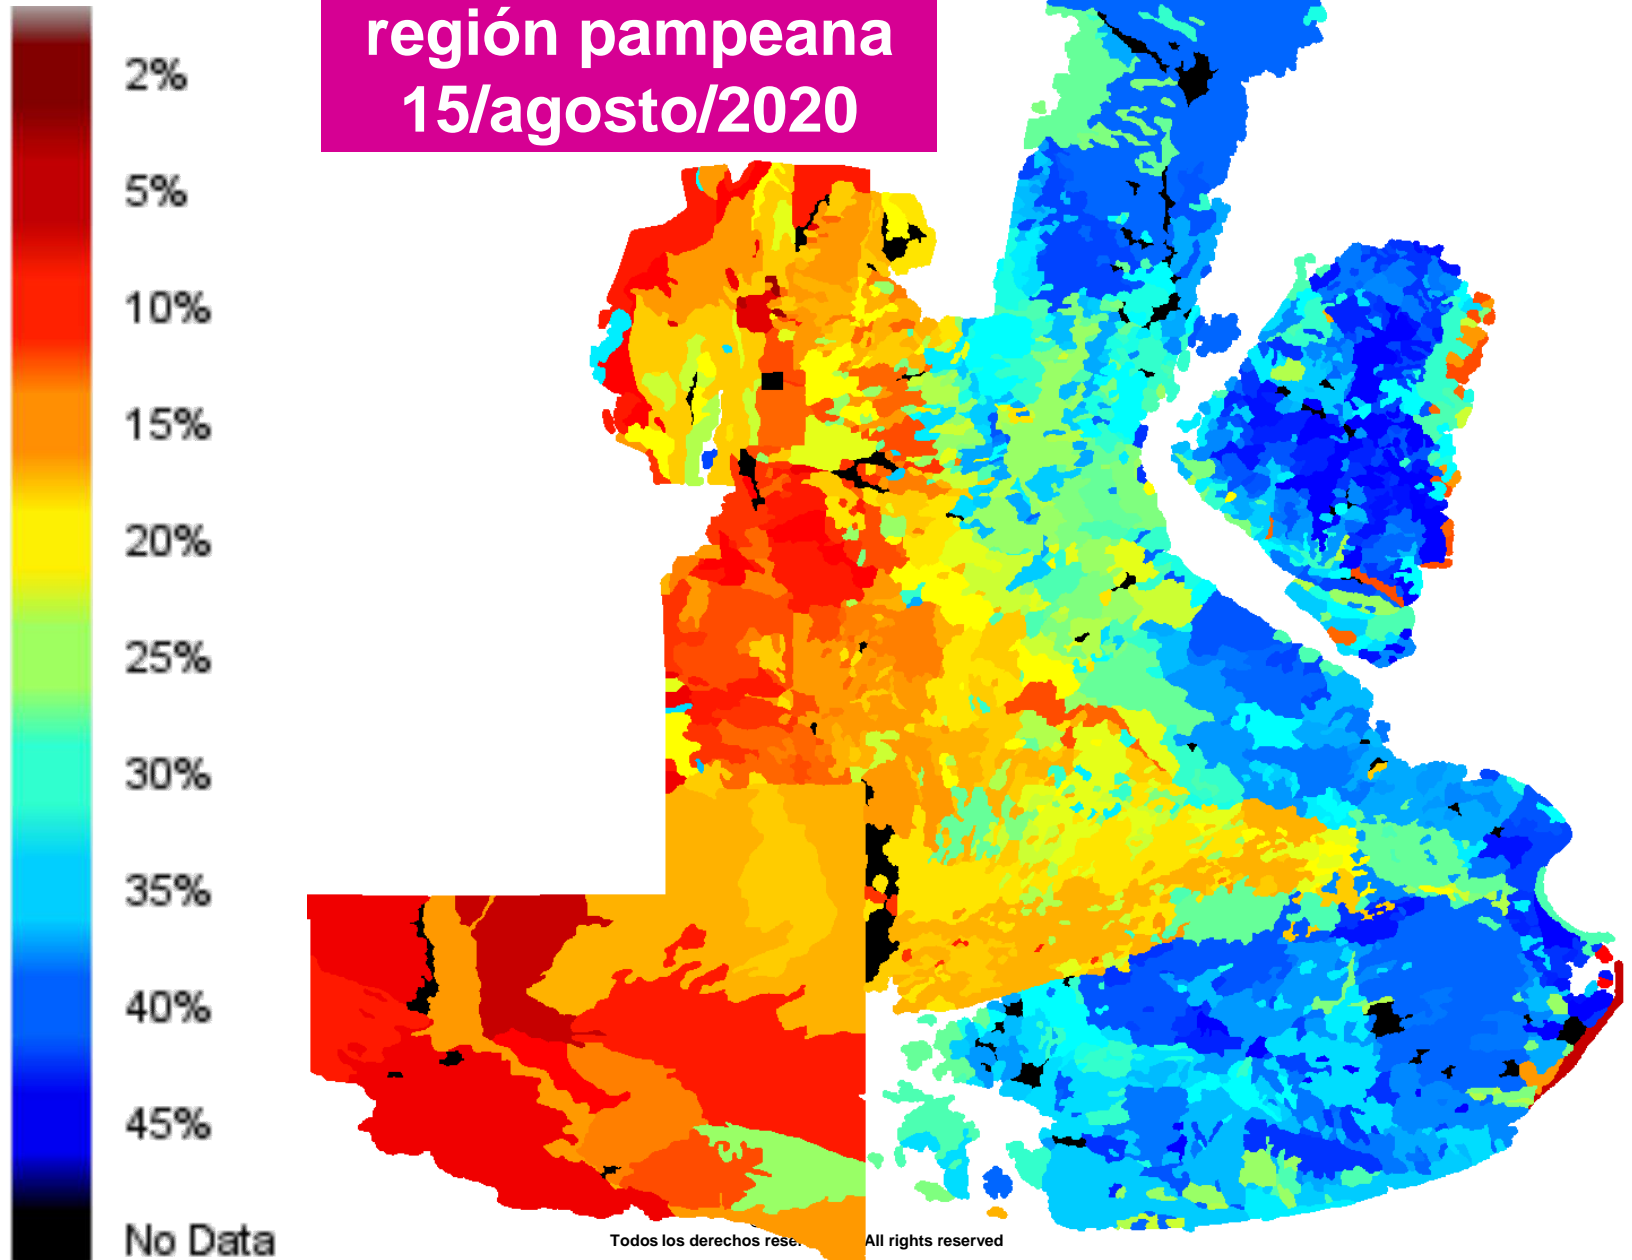 región pampeana
15/agosto/2020
2%
5%
10%
15%
20%
25%
30%
35%
40%
45%
No Data
Todos los derechos All rights reserved